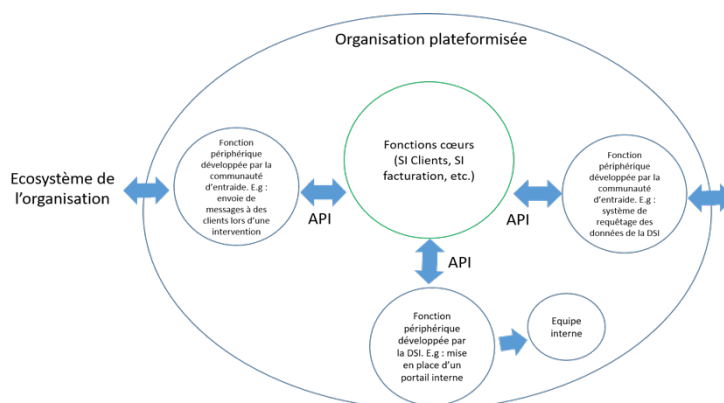 Organisation plateformisée
Fonction
périphérique
développée par la
communauté
d'entraide. E.g :
envoie de
messages à des
clients lors d'une
intervention
Fonctions cœurs
(SI Clients, SI
facturation, etc.)
Fonction
périphérique
développée par la
communauté
d'entraide. E.g :
système de
requêtage des
données de la DSI
Ecosystème de
l'organisation
API
API
API
Fonction
périphérique
développée par
la DSI. E.g : mise
en place d'un
portail interne
Equipe
interne